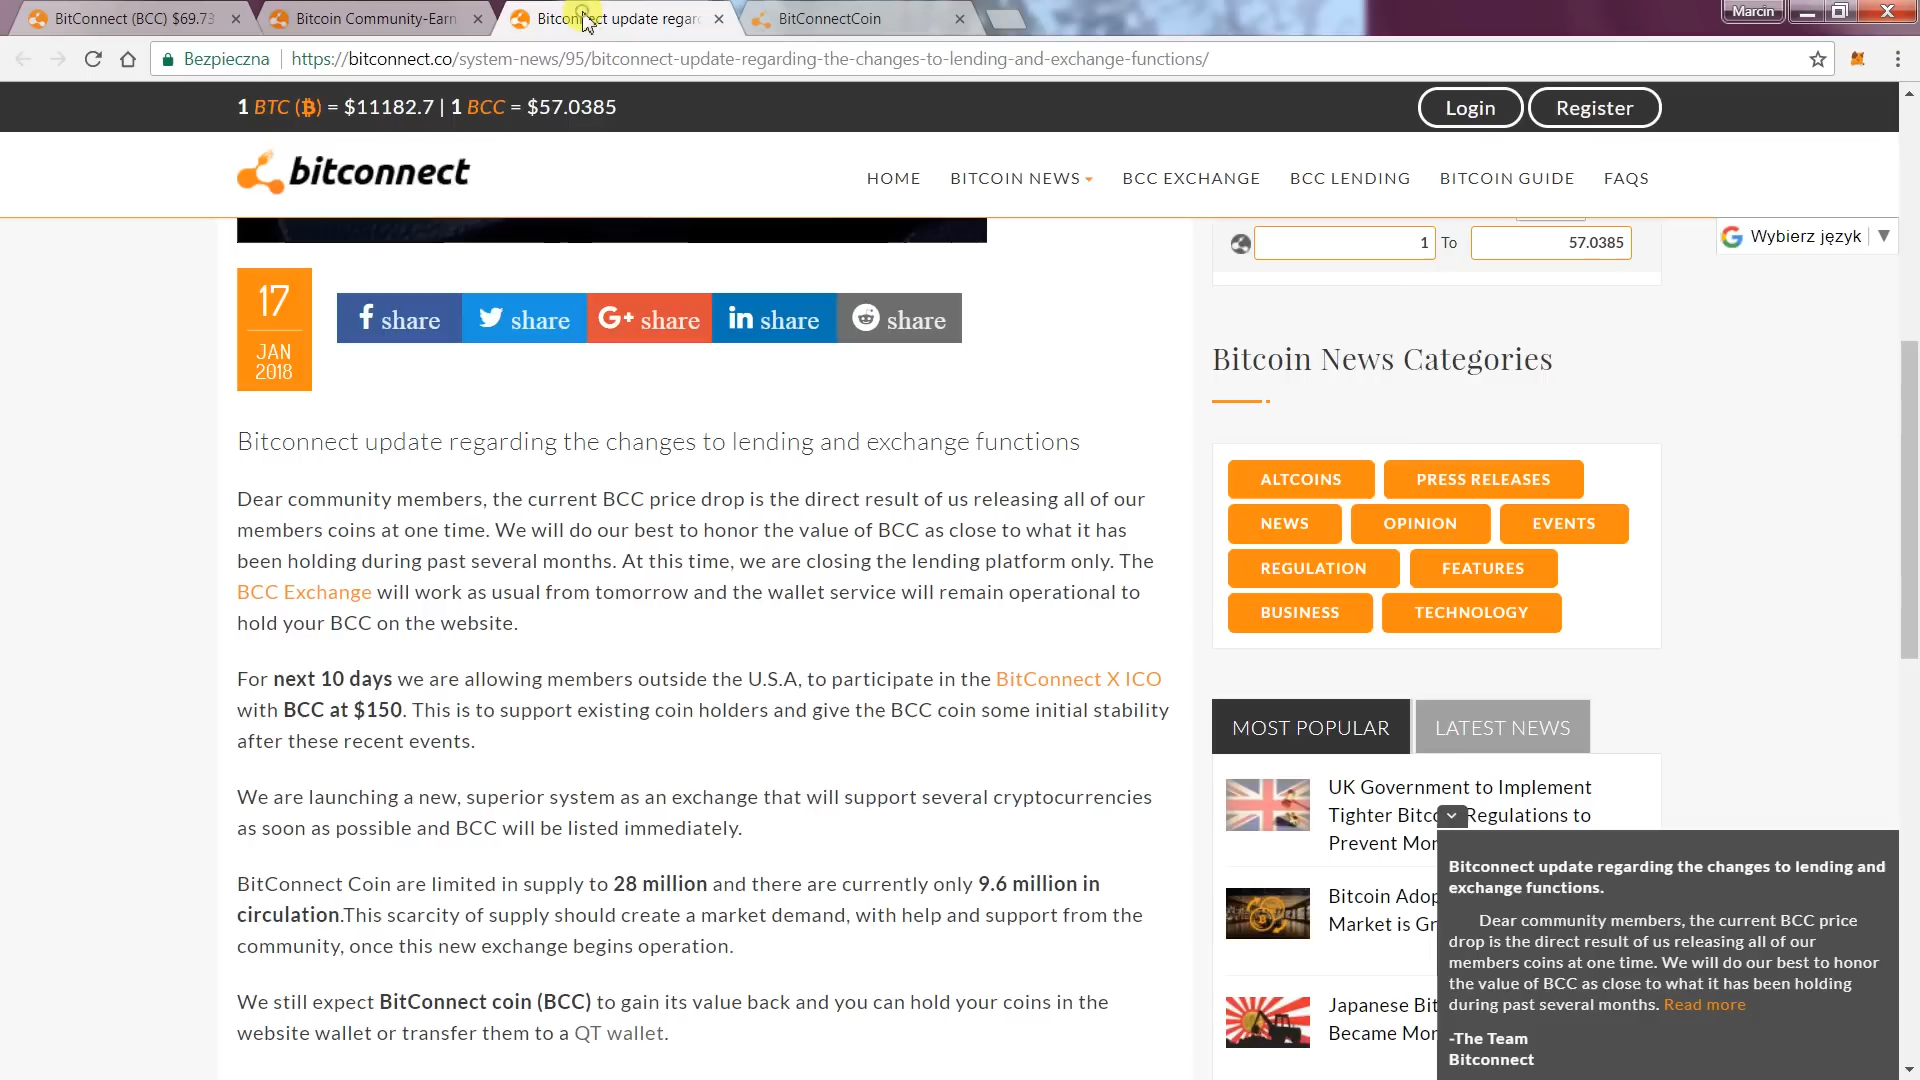 BitConnect (BCC) $69.73
Bitcoin Community-Earn
Bitconnect update regar
BitConnectCoin
Marcin
Bezpieczna
https://bitconnect.co/system-news/95/bitconnect-update-regarding-the-changes-to-lending-and-exchange-functions/
1 BTC (₿) = $11182.7 | 1 BCC = $57.0385
Login
Register
bitconnect
HOME
BITCOIN NEWS
BCC EXCHANGE
BCC LENDING
BITCOIN GUIDE
FAQS
1 To 57.0385
Wybierz język
17
JAN
2018
share
share
G+ share
in share
share
Bitconnect update regarding the changes to lending and exchange functions
Dear community members, the current BCC price drop is the direct result of us releasing all of our
members coins at one time. We will do our best to honor the value of BCC as close to what it has
been holding during past several months. At this time, we are closing the lending platform only. The
BCC Exchange will work as usual from tomorrow and the wallet service will remain operational to
hold your BCC on the website.
For next 10 days we are allowing members outside the U.S.A, to participate in the BitConnect X ICO
with BCC at $150. This is to support existing coin holders and give the BCC coin some initial stability
after these recent events.
We are launching a new, superior system as an exchange that will support several cryptocurrencies
as soon as possible and BCC will be listed immediately.
BitConnect Coin are limited in supply to 28 million and there are currently only 9.6 million in
circulation.This scarcity of supply should create a market demand, with help and support from the
community, once this new exchange begins operation.
We still expect BitConnect coin (BCC) to gain its value back and you can hold your coins in the
website wallet or transfer them to a QT wallet.
Bitcoin News Categories
ALTCOINS
PRESS RELEASES
NEWS
OPINION
EVENTS
REGULATION
FEATURES
BUSINESS
TECHNOLOGY
MOST POPULAR
LATEST NEWS
UK Government to Implement
Tighter Bitco Regulations to
Prevent Mon
Bitcoin Adop
Market is Gr
Japanese Bit
Became Mor
Bitconnect update regarding the changes to lending and
exchange functions.
Dear community members, the current BCC price
drop is the direct result of us releasing all of our
members coins at one time. We will do our best to honor
the value of BCC as close to what it has been holding
during past several months. Read more
-The Team
Bitconnect